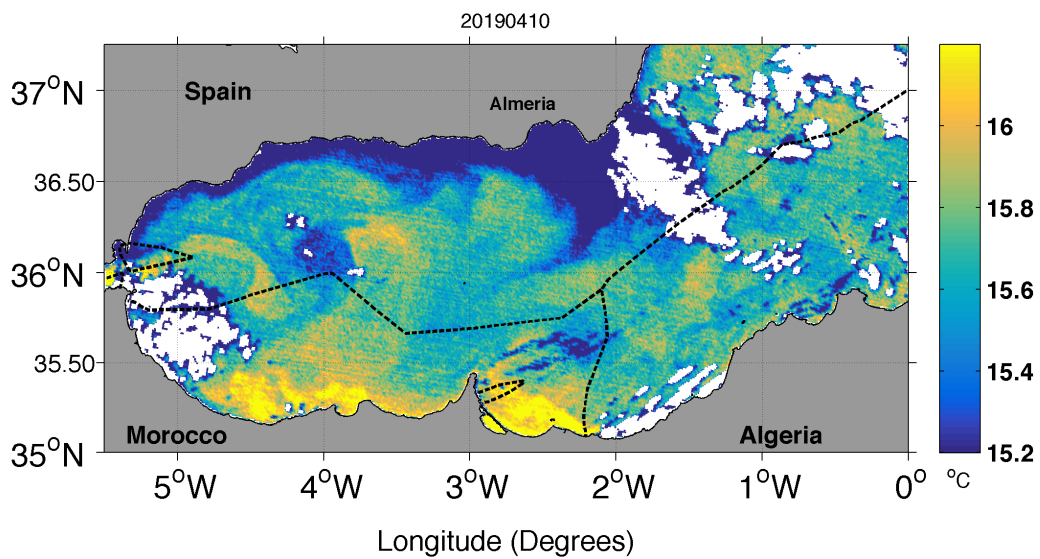 20190410
37°N
36.50
36°N
35.50
35°N
Spain
Almeria
Morocco
Algeria
5°W
4°W
3°W
2°W
1°W
0°
Longitude (Degrees)
16
15.8
15.6
15.4
15.2
°C